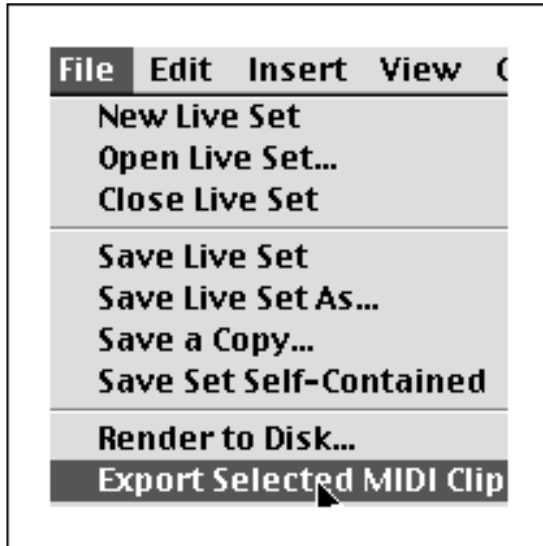 File Edit Insert View
New Live Set
Open Live Set...
Close Live Set
Save Live Set
Save Live Set As...
Save a Copy...
Save Set Self-Contained
Render to Disk...
Export Selected MIDI Clip